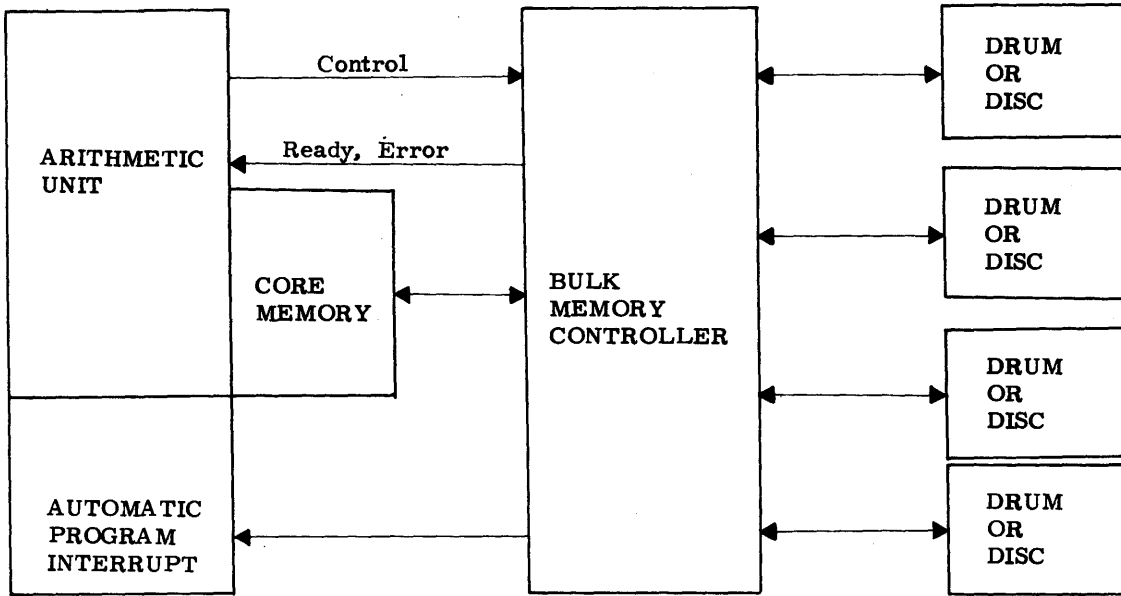 Control
Ready, Error
ARITHMETIC
UNIT
CORE
MEMORY
AUTOMATIC
PROGRAM
INTERRUPT
BULK
MEMORY
CONTROLLER
DRUM
OR
DISC
DRUM
OR
DISC
DRUM
OR
DISC
DRUM
OR
DISC